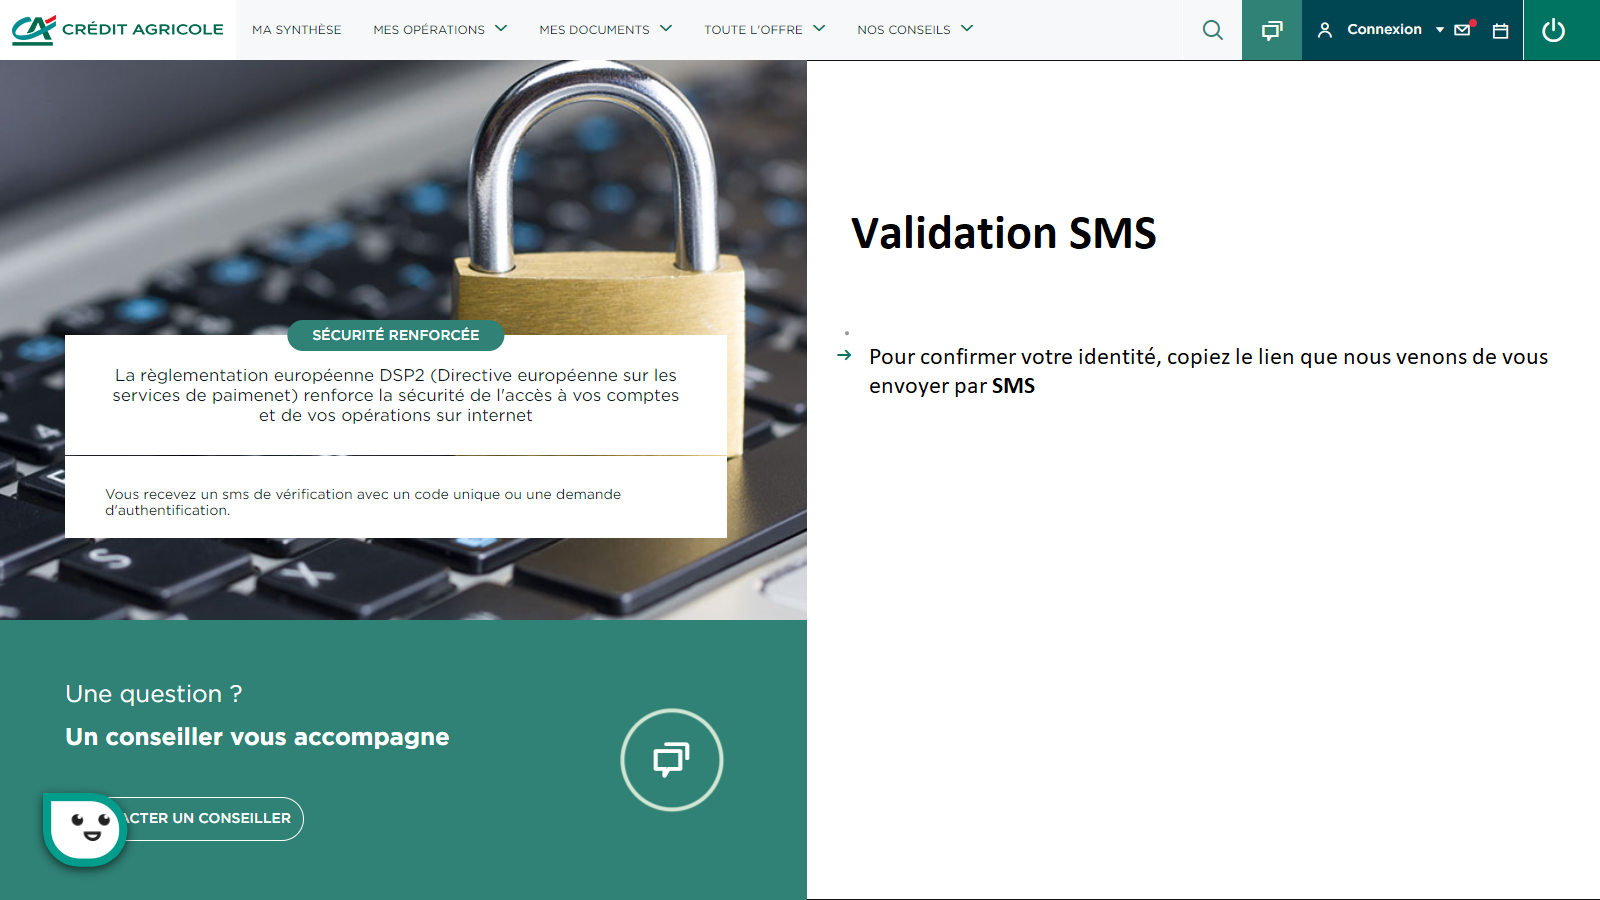 CRÉDIT AGRICOLE
MA SYNTHÈSE
MES OPÉRATIONS
MES DOCUMENTS
TOUTE L'OFFRE
NOS CONSEILS
Connexion
SÉCURITÉ RENFORCÉE
La règlementation européenne DSP2 (Directive européenne sur les
services de paimenet) renforce la sécurité de l'accès à vos comptes
et de vos opérations sur internet
Vous recevez un sms de vérification avec un code unique ou une demande
d'authentification.
Une question ?
Un conseiller vous accompagne
ACTER UN CONSEILLER
Validation SMS
Pour confirmer votre identité, copiez le lien que nous venons de vous
envoyer par SMS